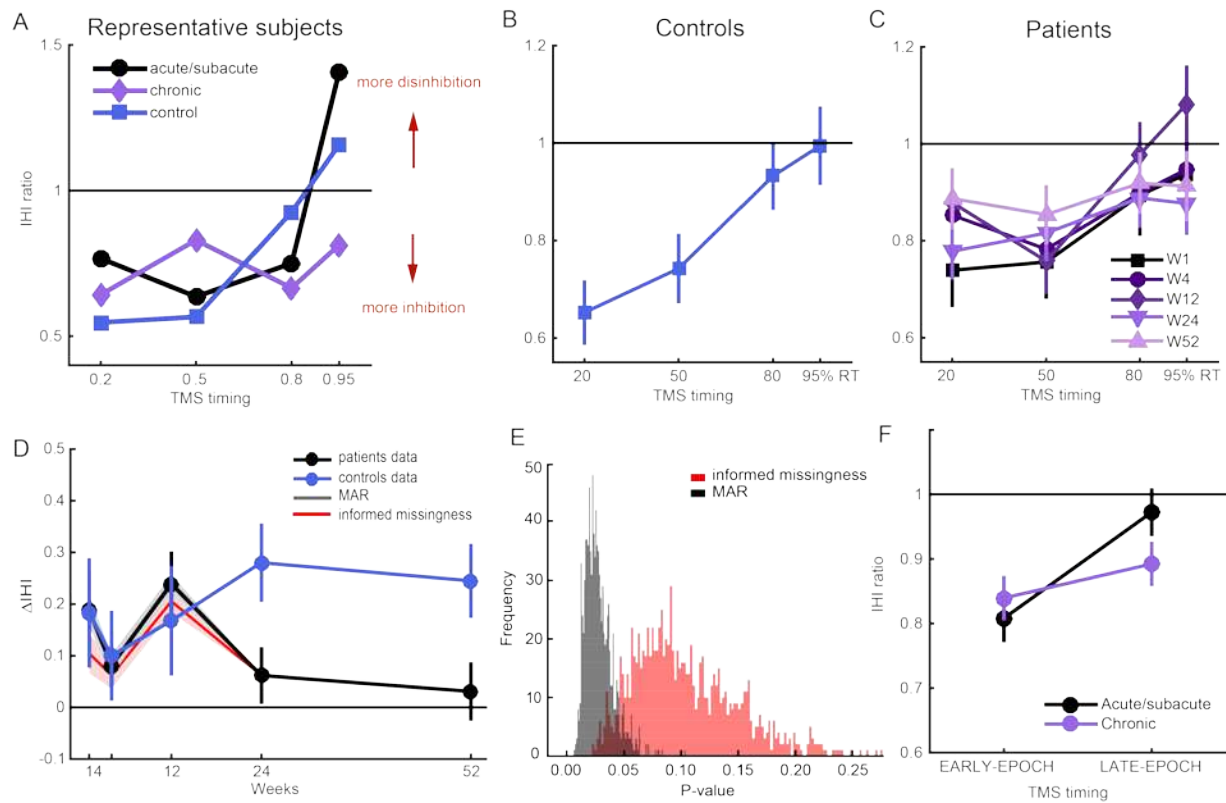 A
Representative subjects
1.5
1
0.5
IHI ratio
acute/subacute
chronic
control
more disinhibition
more inhibition
0.2 0.5 0.8 0.95
TMS timing
B
Controls
1.2
1
0.8
0.6
20 50 80 95% RT
TMS timing
C
Patients
1.2
1
0.8
0.6
W1
W4
W12
W24
W52
20 50 80 95% RT
TMS timing
D
0.5
0.4
0.3
0.2
0.1
0
-0.1
ΔIHI
patients data
controls data
MAR
informed missingness
14 12 24 52
Weeks
E
50
40
30
20
10
0
Frequency
informed missingness
MAR
0.00 0.05 0.10 0.15 0.20 0.25
P-value
F
1
0.9
0.8
0.7
0.6
IHI ratio
Acute/subacute
Chronic
EARLY-EPOCH LATE-EPOCH
TMS timing